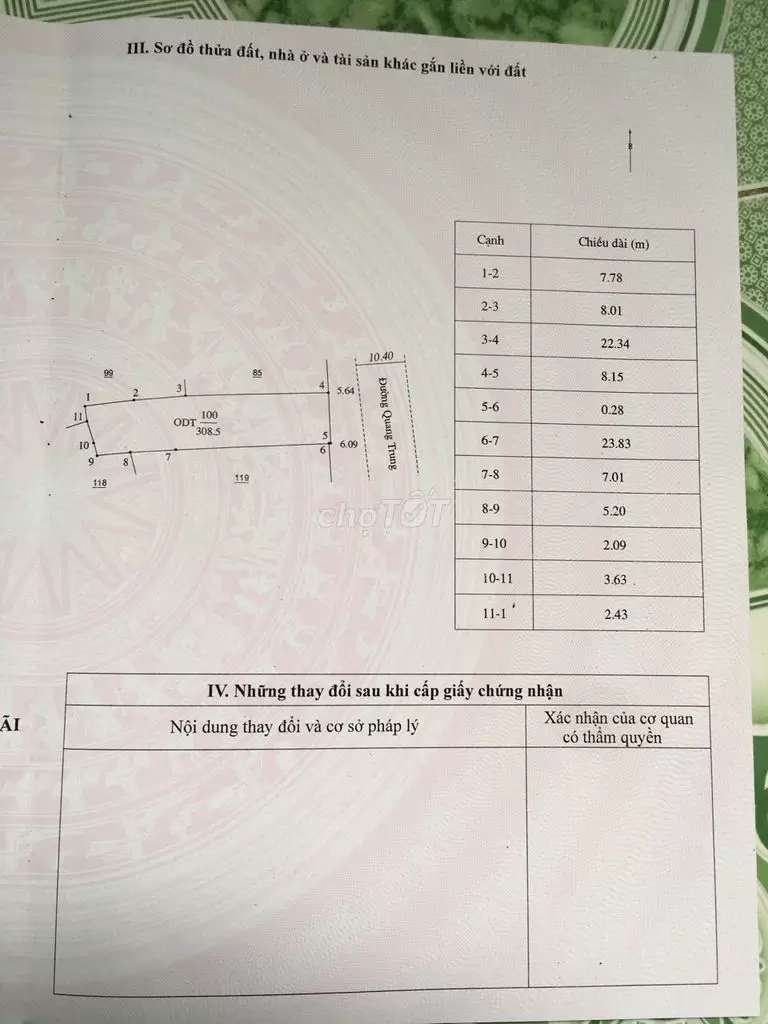 III. Sơ đồ thửa đất, nhà ở và tài sản khác gắn liền với đất
B
Cạnh Chiều dài (m)
1-2 7.78
2-3 8.01
3-4 22.34
4-5 8.15
5-6 0.28
6-7 23.83
7-8 7.01
8-9 5.20
9-10 2.09
10-11 3.63
11-1 2.43
10.40
99
85
1
2
3
4
5.64
Đường Quang Trung
11
ODT 100
308.5
10
9
8
7
5
6
6.09
118
119
chợTỐT
IV. Những thay đổi sau khi cấp giấy chứng nhận
ÃI
Nội dung thay đổi và cơ sở pháp lý
Xác nhận của cơ quan
có thẩm quyền